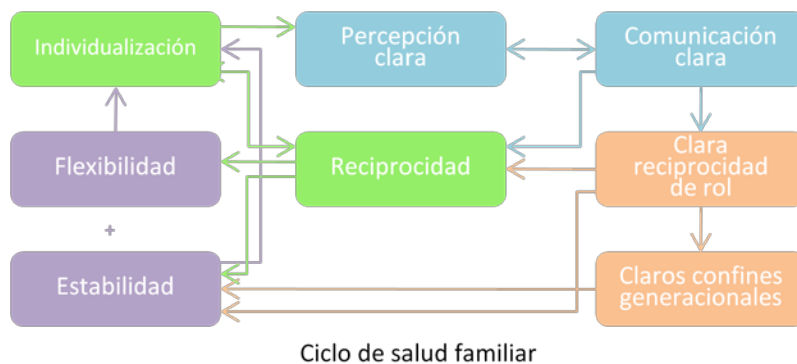 Individualización
Percepción
clara
Comunicación
clara
Flexibilidad
Reciprocidad
Clara
reciprocidad
de rol
+
Estabilidad
Claros confines
generacionales
Ciclo de salud familiar